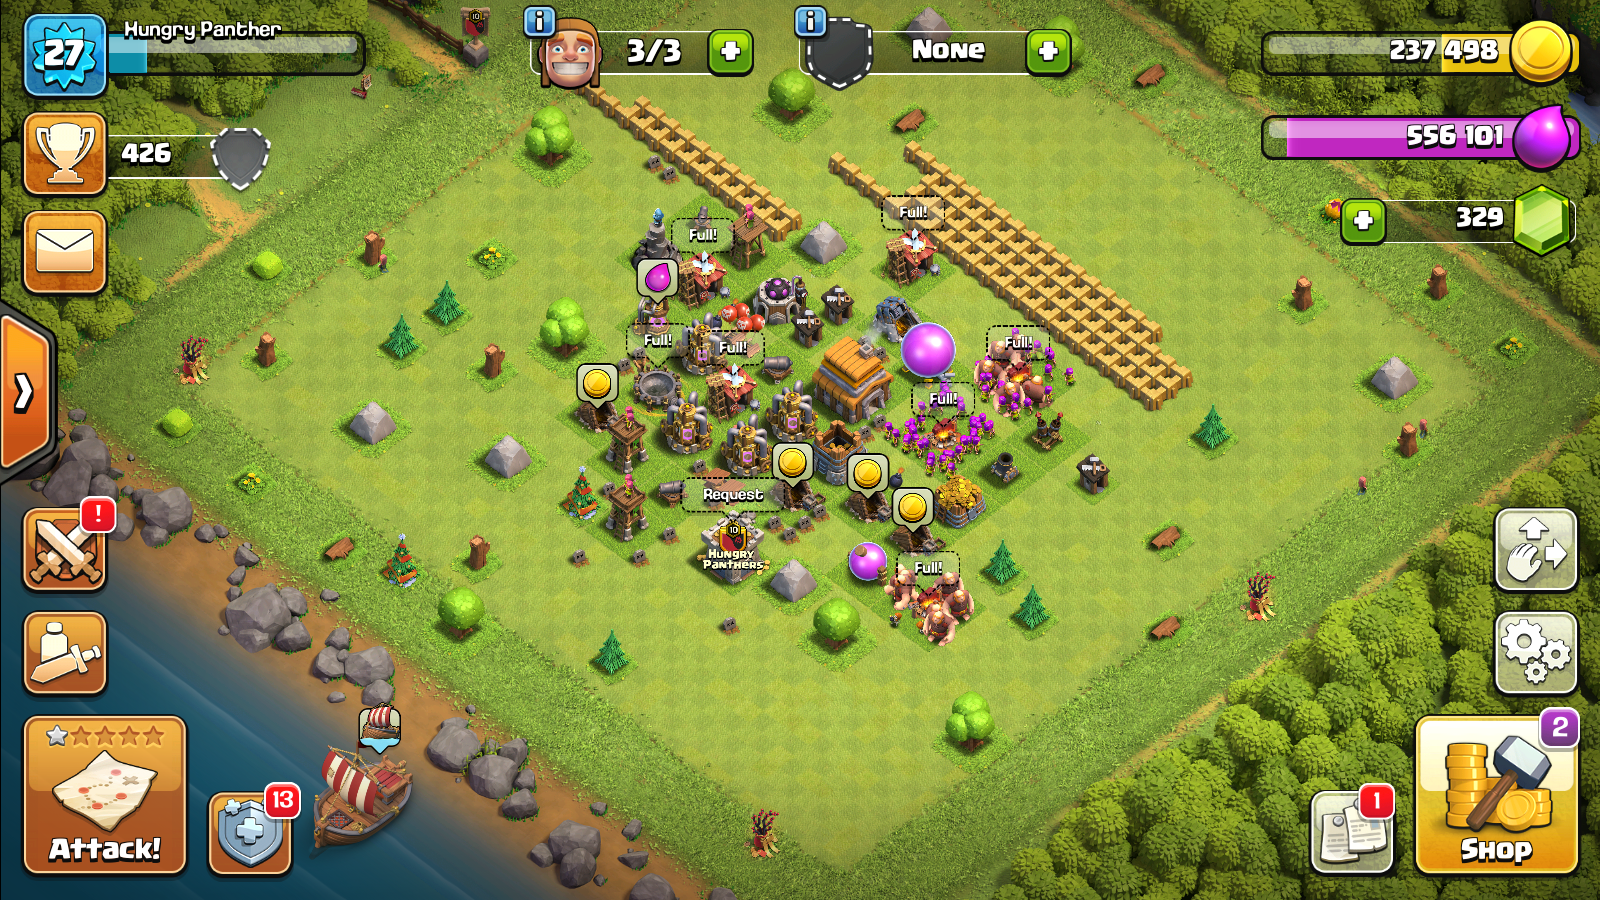 27
Hungry Panther
3/3
None
237 498
426
556 101
329
Full!
Full!
Full!
Full!
Full!
Full!
Request
10
Hungry
Panthers
Full!
!
Attack!
13
1
2
Shop